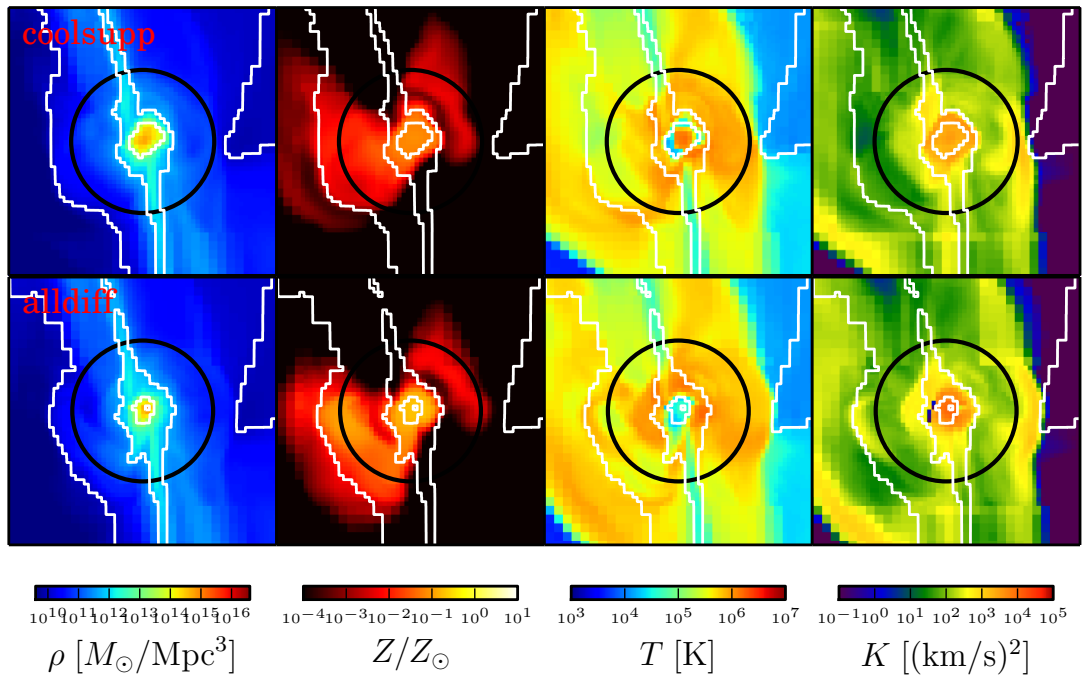 coolsupp
alldiff
10^10 10^11 10^12 10^13 10^14 10^15 10^16
10^−4 10^−3 10^−2 10^−1 10^0 10^1
10^3 10^4 10^5 10^6 10^7
10^−1 10^0 10^1 10^2 10^3 10^4 10^5
ρ [M_⊙/Mpc^3]
Z/Z_⊙
T [K]
K [(km/s)^2]